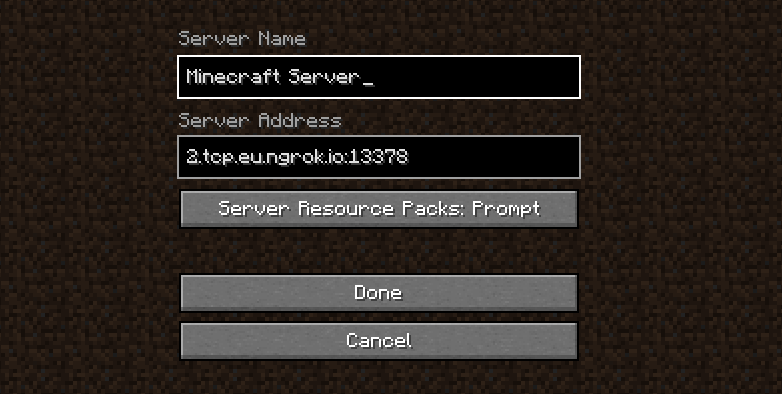 Server Name
Minecraft Server_
Server Address
2.tcp.eu.ngrok.io:13378
Server Resource Packs: Prompt
Done
Cancel